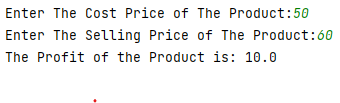 Enter The Cost Price of The Product:50
Enter The Selling Price of The Product:60
The Profit of the Product is: 10.0